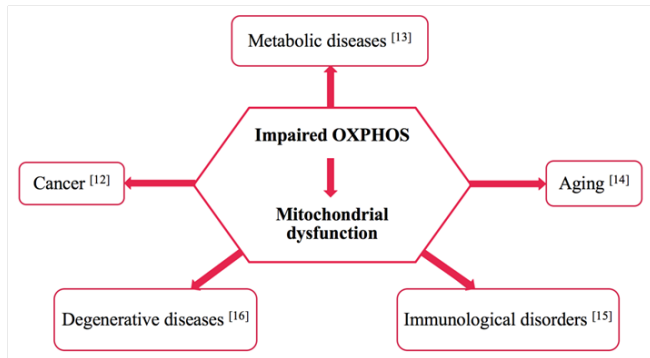 Metabolic diseases [13]
Impaired OXPHOS
Cancer [12]
Aging [14]
Mitochondrial
dysfunction
Degenerative diseases [16]
Immunological disorders [15]